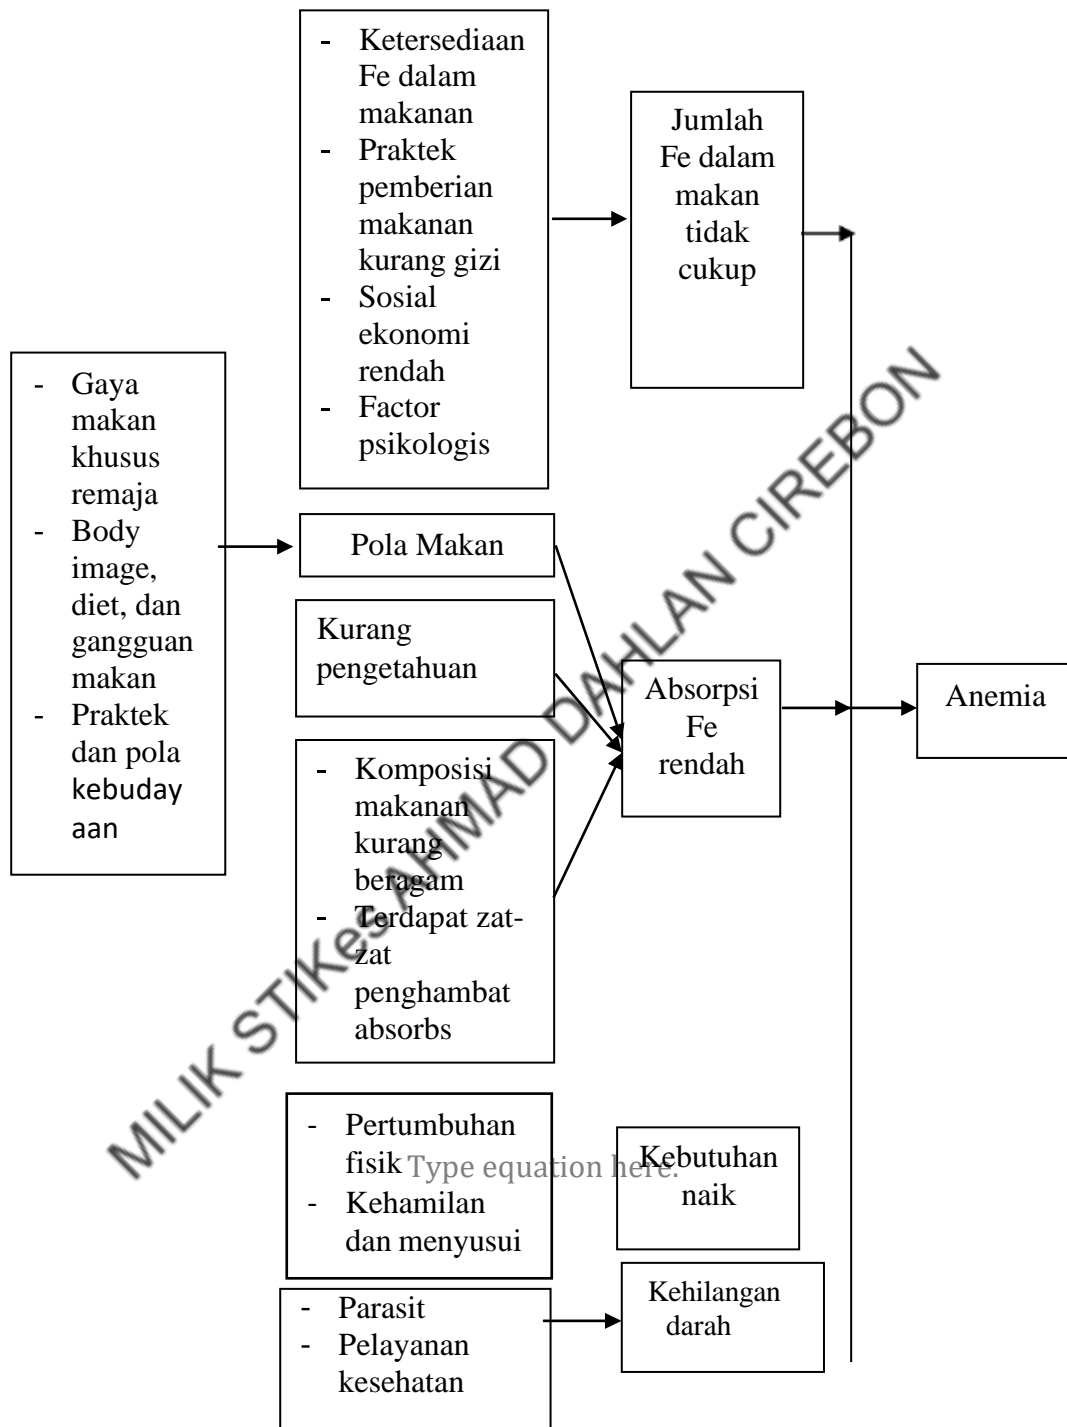 - Ketersediaan
Fe dalam
makanan
- Praktek
pemberian
makanan
kurang gizi
- Sosial
ekonomi
rendah
- Factor
psikologis
Jumlah
Fe dalam
makan
tidak
cukup
- Gaya
makan
khusus
remaja
- Body
image,
diet, dan
gangguan
makan
- Praktek
dan pola
kebuday
aan
Pola Makan
Kurang
pengetahuan
- Komposisi
makanan
kurang
beragam
- Terdapat zat-
zat
penghambat
absorbs
Absorpsi
Fe
rendah
Anemia
- Pertumbuhan
fisik
- Kehamilan
dan menyusui
Type equation here.
Kebutuhan
naik
- Parasit
- Pelayanan
kesehatan
Kehilangan
darah
MILIK STIKes AHMAD DAHLAN CIREBON